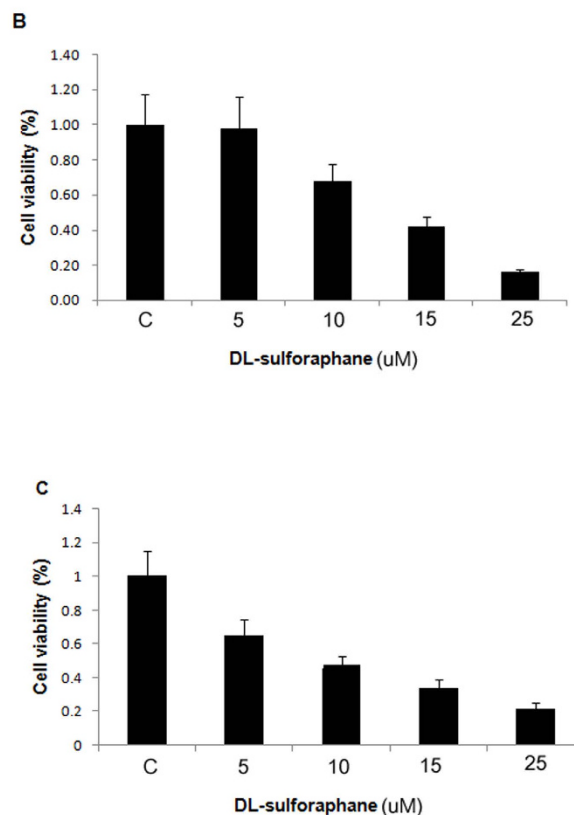 B
1.40
1.20
1.00
0.80
0.60
0.40
0.20
0.00
Cell viability (%)
C 5 10 15 25
DL-sulforaphane (uM)
C
1.4
1.2
1
0.8
0.6
0.4
0.2
0
Cell viability (%)
C 5 10 15 25
DL-sulforaphane (uM)